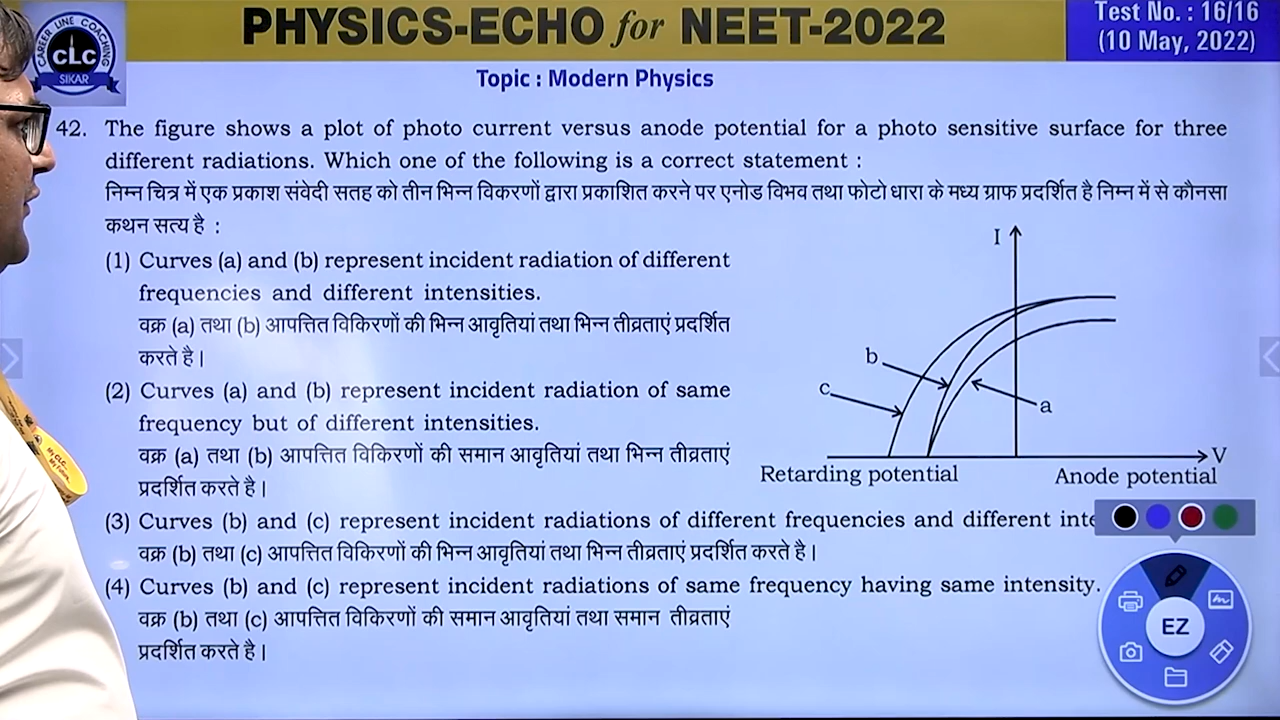 PHYSICS-ECHO for NEET-2022
Test No. : 16/16
(10 May, 2022)
CAREER LINE COACHING
CLC
SIKAR
Topic : Modern Physics
42. The figure shows a plot of photo current versus anode potential for a photo sensitive surface for three
different radiations. Which one of the following is a correct statement :
निम्न चित्र में एक प्रकाश संवेदी सतह को तीन भिन्न विकरणों द्वारा प्रकाशित करने पर एनोड विभव तथा फोटो धारा के मध्य ग्राफ प्रदर्शित है निम्न में से कौनसा
कथन सत्य है :
(1) Curves (a) and (b) represent incident radiation of different
frequencies and different intensities.
वक्र (a) तथा (b) आपत्तित विकिरणों की भिन्न आवृतियां तथा भिन्न तीव्रताएं प्रदर्शित
करते है।
(2) Curves (a) and (b) represent incident radiation of same
frequency but of different intensities.
वक्र (a) तथा (b) आपत्तित विकिरणों की समान आवृतियां तथा भिन्न तीव्रताएं
प्रदर्शित करते है।
I
b
c
a
V
Retarding potential
Anode potential
(3) Curves (b) and (c) represent incident radiations of different frequencies and different inte
वक्र (b) तथा (c) आपत्तित विकिरणों की भिन्न आवृतियां तथा भिन्न तीव्रताएं प्रदर्शित करते है।
(4) Curves (b) and (c) represent incident radiations of same frequency having same intensity.
वक्र (b) तथा (c) आपत्तित विकिरणों की समान आवृतियां तथा समान तीव्रताएं
प्रदर्शित करते है।
EZ